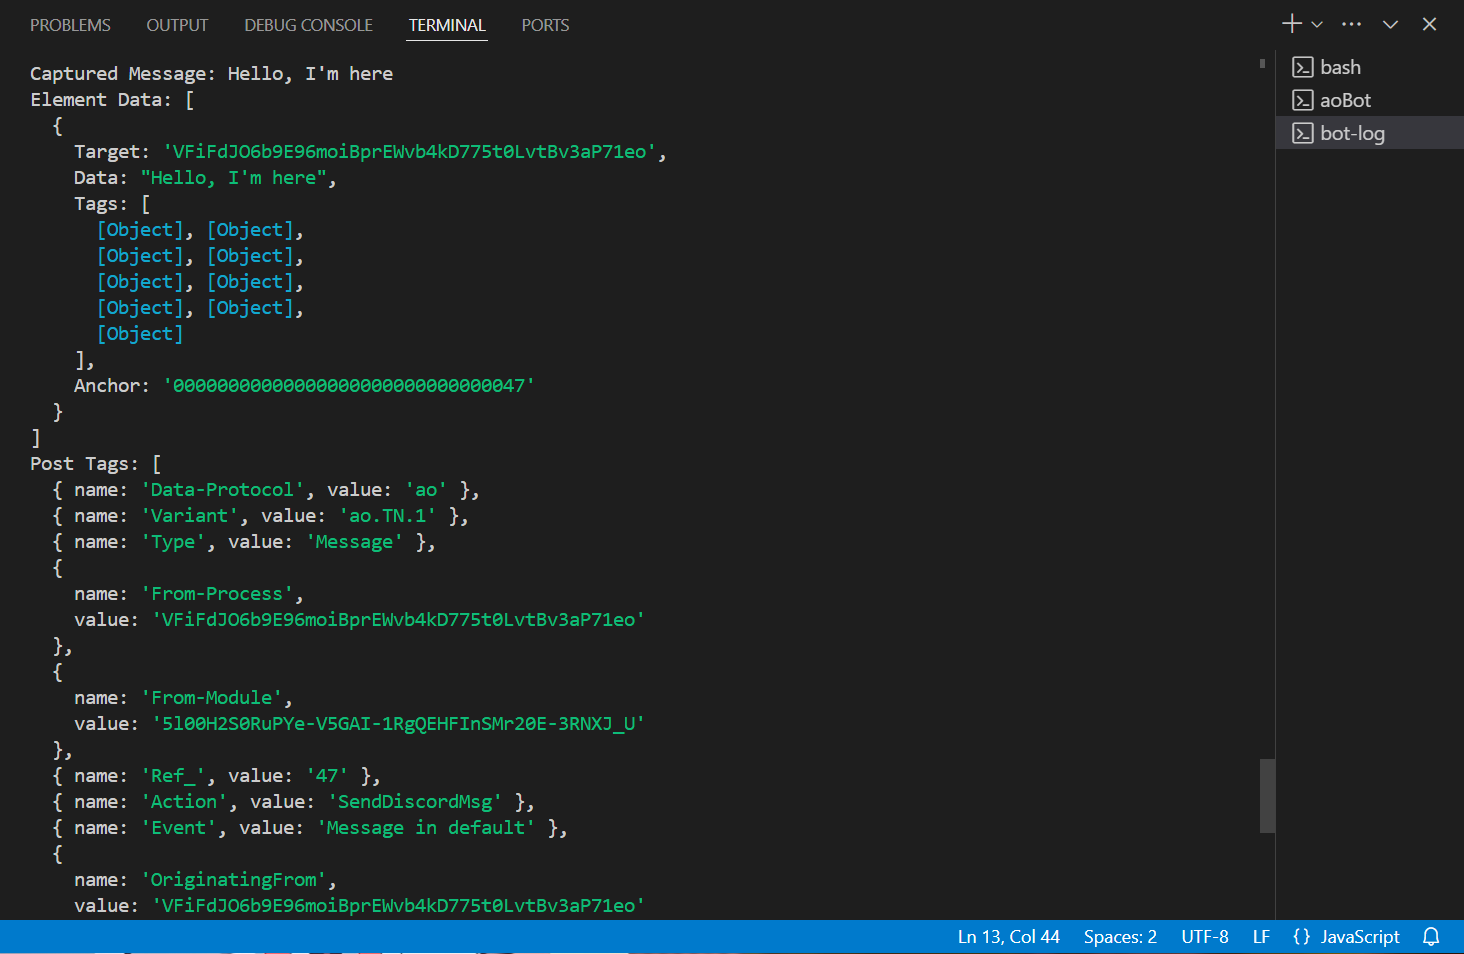 PROBLEMS OUTPUT DEBUG CONSOLE TERMINAL PORTS
Captured Message: Hello, I'm here
Element Data: [
{
Target: 'VFiFdJO6b9E96moiBprEWvb4kD775t0LvtBv3aP71eo',
Data: "Hello, I'm here",
Tags: [
[Object], [Object],
[Object], [Object],
[Object], [Object],
[Object], [Object],
[Object]
],
Anchor: '00000000000000000000000000000047'
}
]
Post Tags: [
{ name: 'Data-Protocol', value: 'ao' },
{ name: 'Variant', value: 'ao.TN.1' },
{ name: 'Type', value: 'Message' },
{
name: 'From-Process',
value: 'VFiFdJO6b9E96moiBprEWvb4kD775t0LvtBv3aP71eo'
},
{
name: 'From-Module',
value: '5l00H2S0RuPYe-V5GAI-1RgQEHFInSMr20E-3RNXJ_U'
},
{ name: 'Ref_', value: '47' },
{ name: 'Action', value: 'SendDiscordMsg' },
{ name: 'Event', value: 'Message in default' },
{
name: 'OriginatingFrom',
value: 'VFiFdJO6b9E96moiBprEWvb4kD775t0LvtBv3aP71eo'
bash
aoBot
bot-log
Ln 13, Col 44 Spaces: 2 UTF-8 LF {} JavaScript